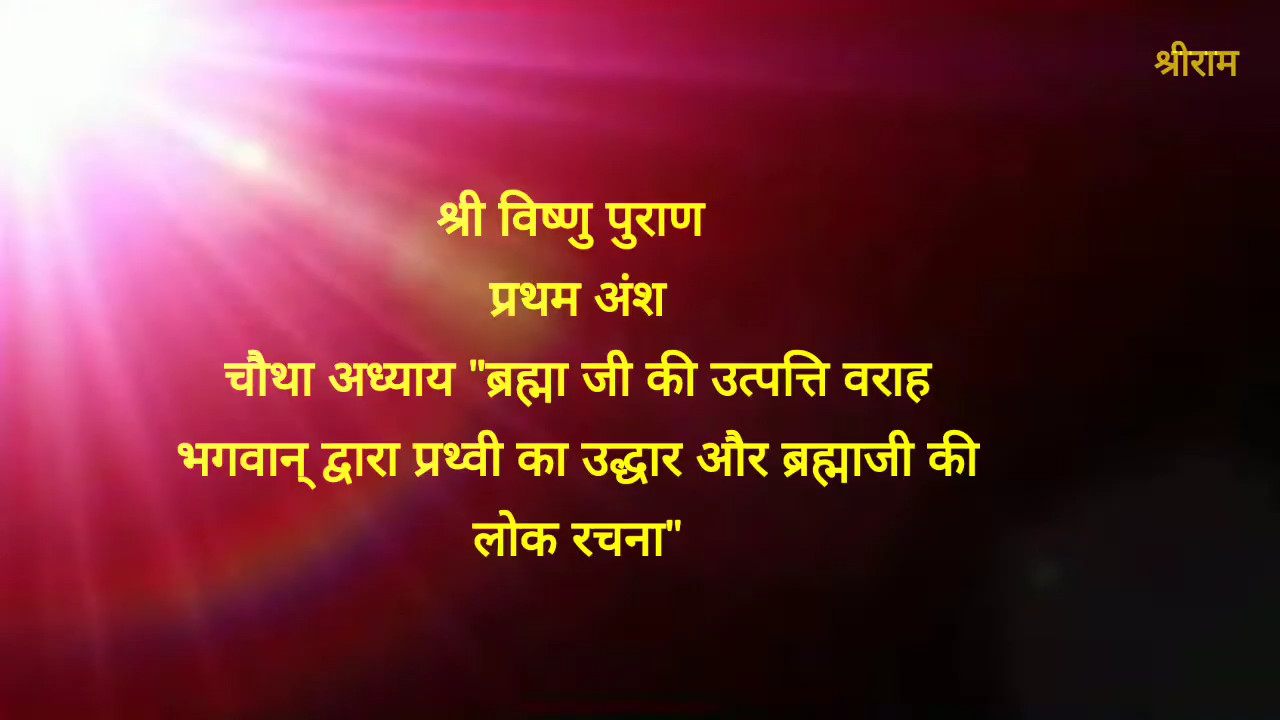 श्रीराम
श्री विष्णु पुराण
प्रथम अंश
चौथा अध्याय "ब्रह्मा जी की उत्पत्ति वराह
भगवान् द्वारा प्रथ्वी का उद्धार और ब्रह्माजी की
लोक रचना"